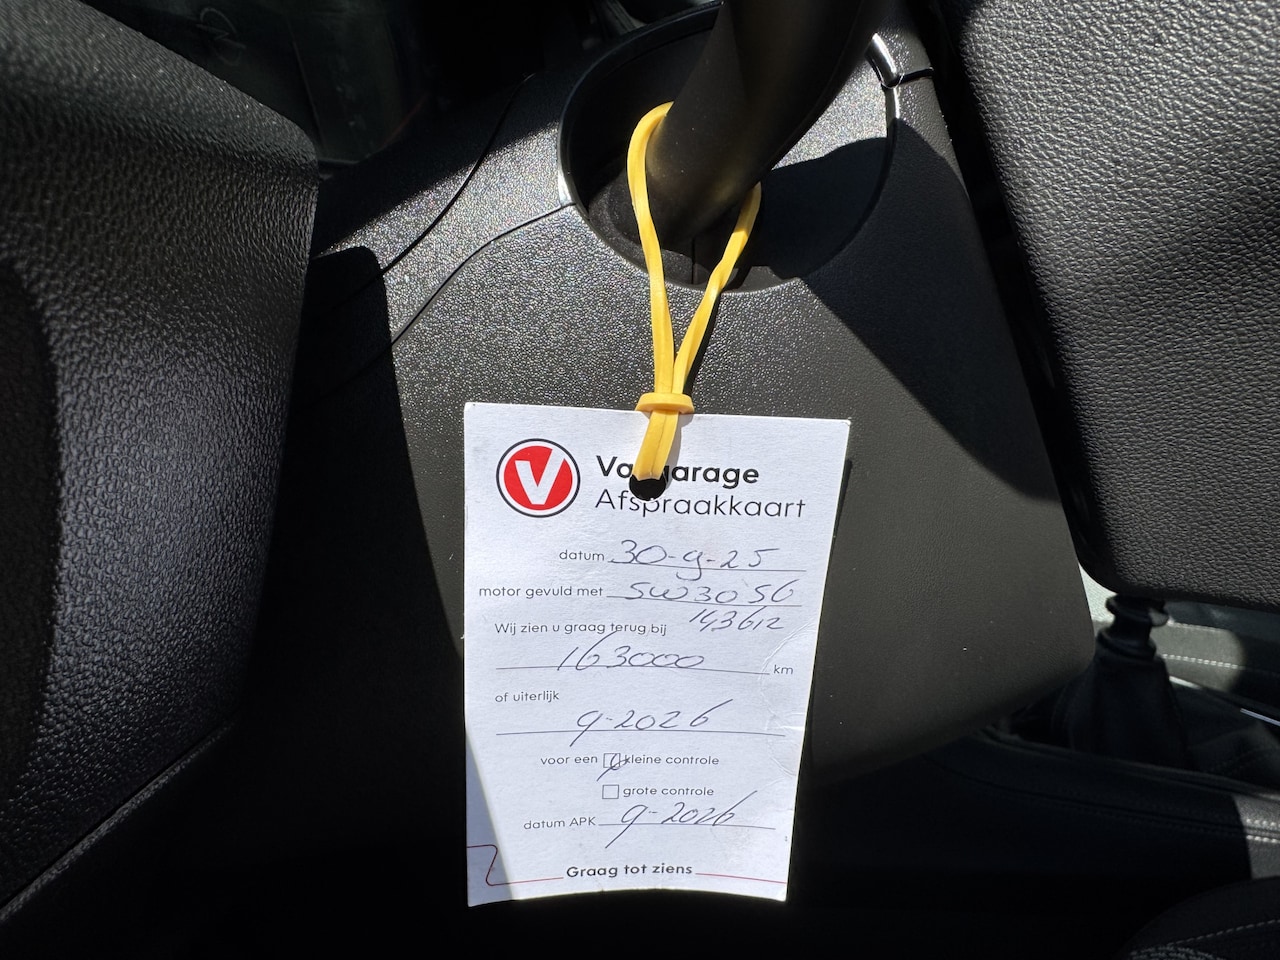 V
Vakgarage
Afspraakkaart
datum 30-9-25
motor gevuld met 5W30 S6
143612
Wij zien u graag terug bij
163000 km
of uiterlijk
9-2026
voor een kleine controle
grote controle
datum APK 9-2026
Graag tot ziens